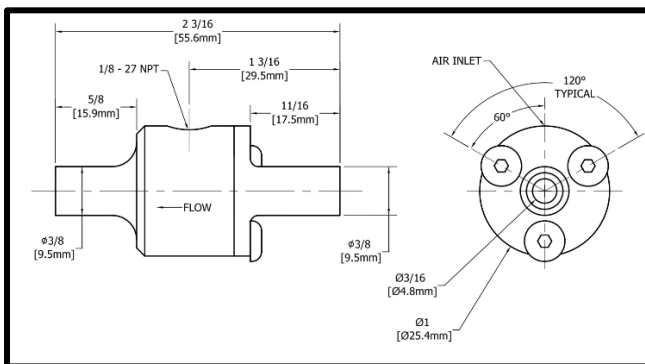 2 3/16
[55.6mm]
1/8 - 27 NPT
1 3/16
[29.5mm]
5/8
[15.9mm]
11/16
[17.5mm]
FLOW
ø3/8
[9.5mm]
ø3/8
[9.5mm]
AIR INLET
120°
TYPICAL
60°
Ø3/16
[Ø4.8mm]
Ø1
[Ø25.4mm]